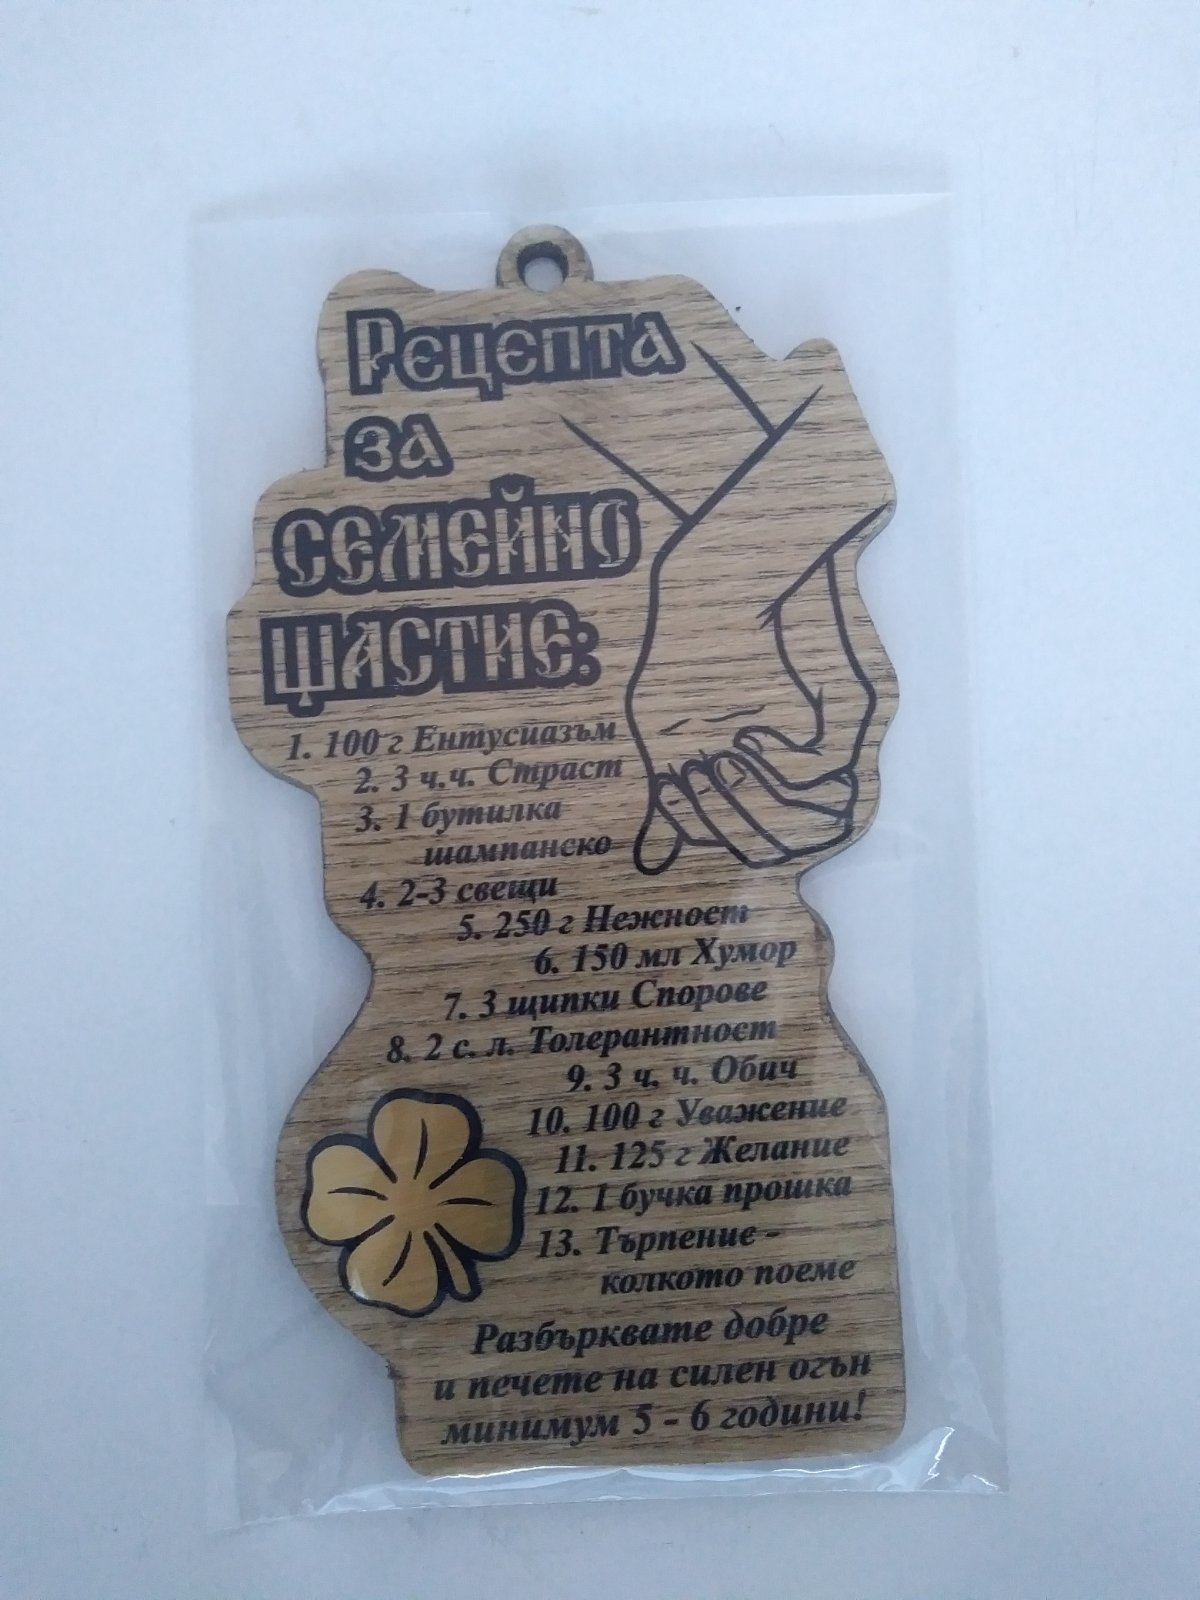 Рецепта
за
семейно
щастие:
1. 100 г Ентусиазъм
2. 3 ч.ч. Страст
3. 1 бутилка
шампанско
4. 2-3 свещи
5. 250 г Нежност
6. 150 мл Хумор
7. 3 щипки Спорове
8. 2 с. л. Толерантност
9. 3 ч. ч. Обич
10. 100 г Уважение
11. 125 г Желание
12. 1 бучка прошка
13. Търпение -
колкото поеме
Разбърквате добре
и печете на силен огън
минимум 5 - 6 години!